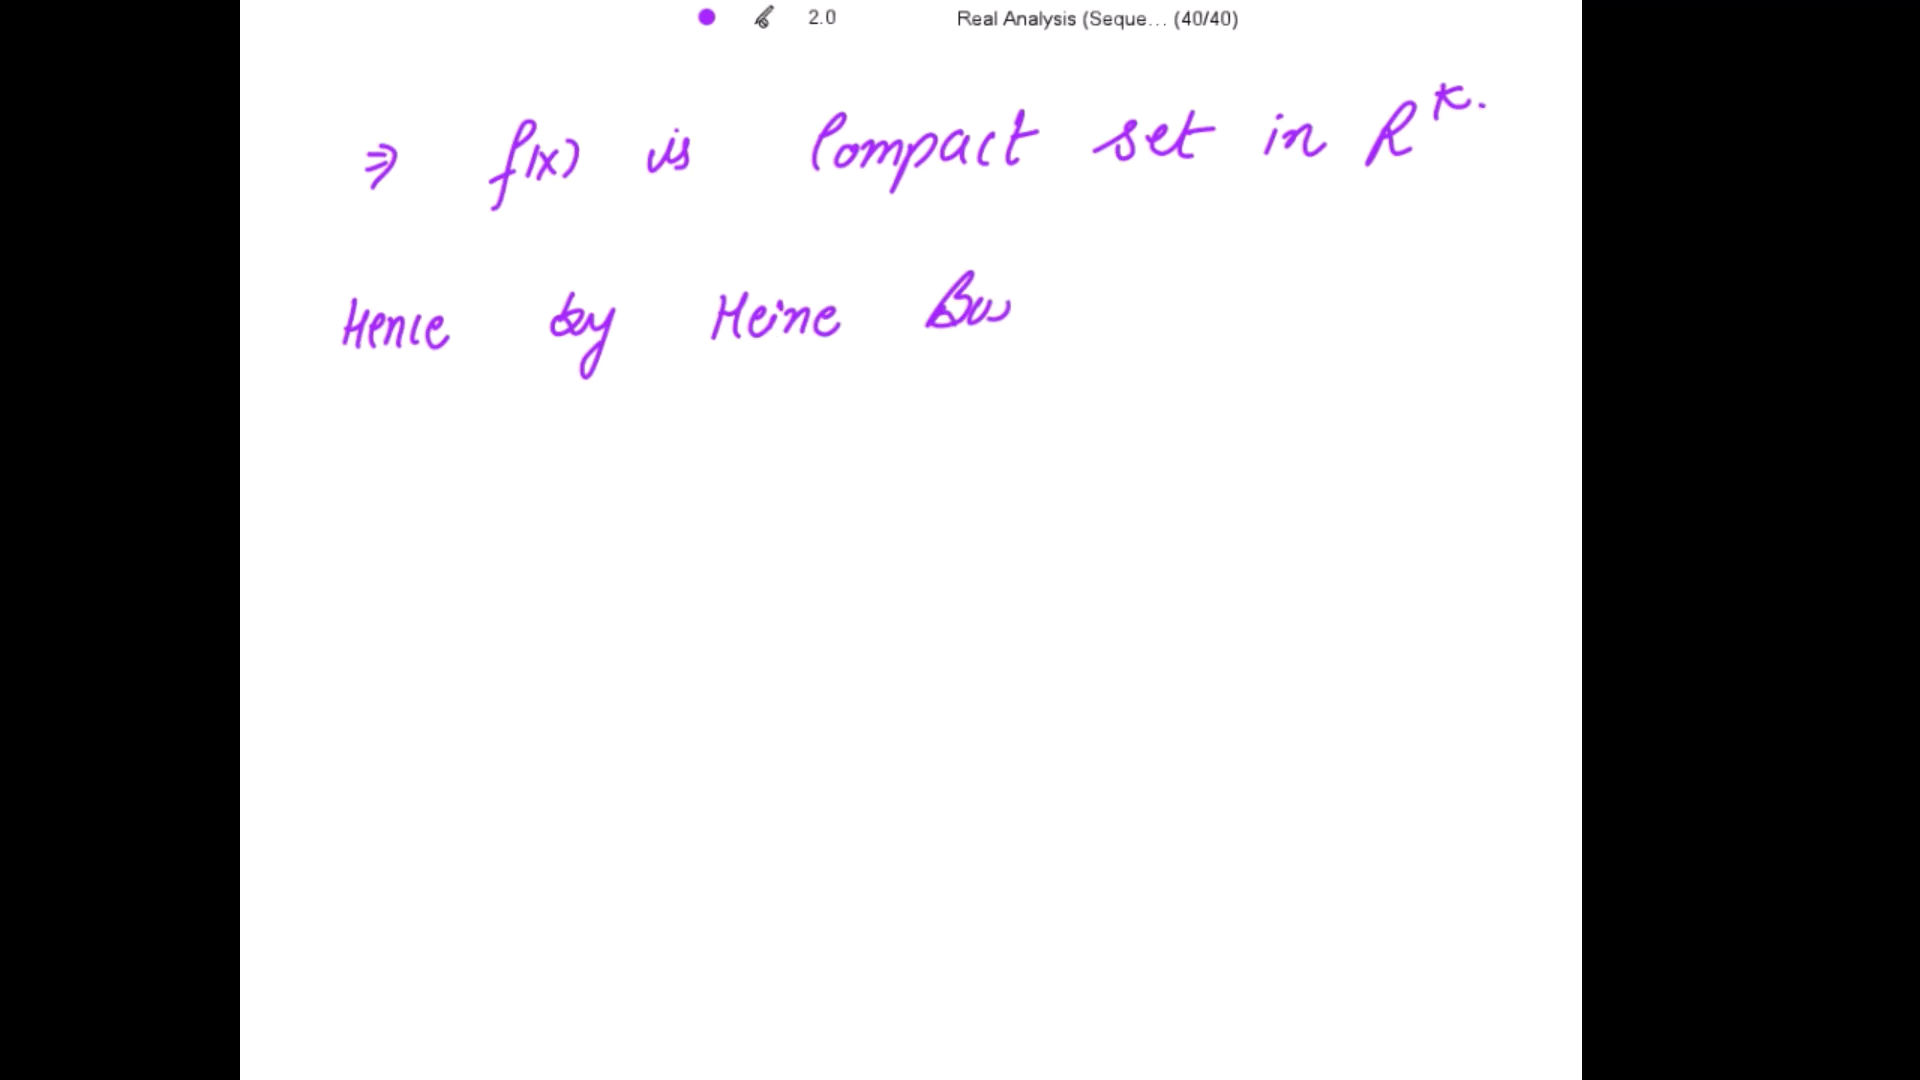 2.0 Real Analysis (Seque... (40/40)
⇒ f(x) is Compact set in R^k.
Hence by Heine